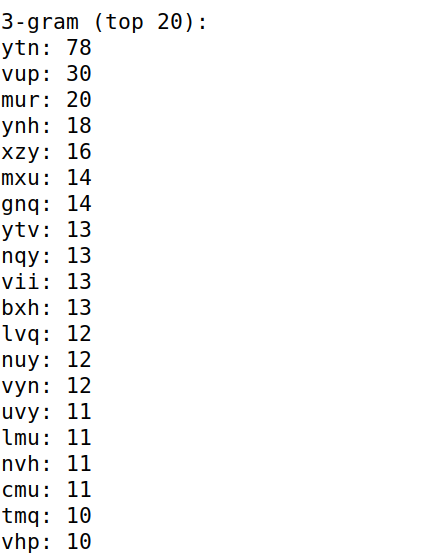 3-gram (top 20):
ytn: 78
vup: 30
mur: 20
ynh: 18
xzy: 16
mxu: 14
gnq: 14
ytv: 13
nqy: 13
vii: 13
bxh: 13
lvq: 12
nuy: 12
vyn: 12
uvy: 11
lmu: 11
nvh: 11
cmu: 11
tmq: 10
vhp: 10